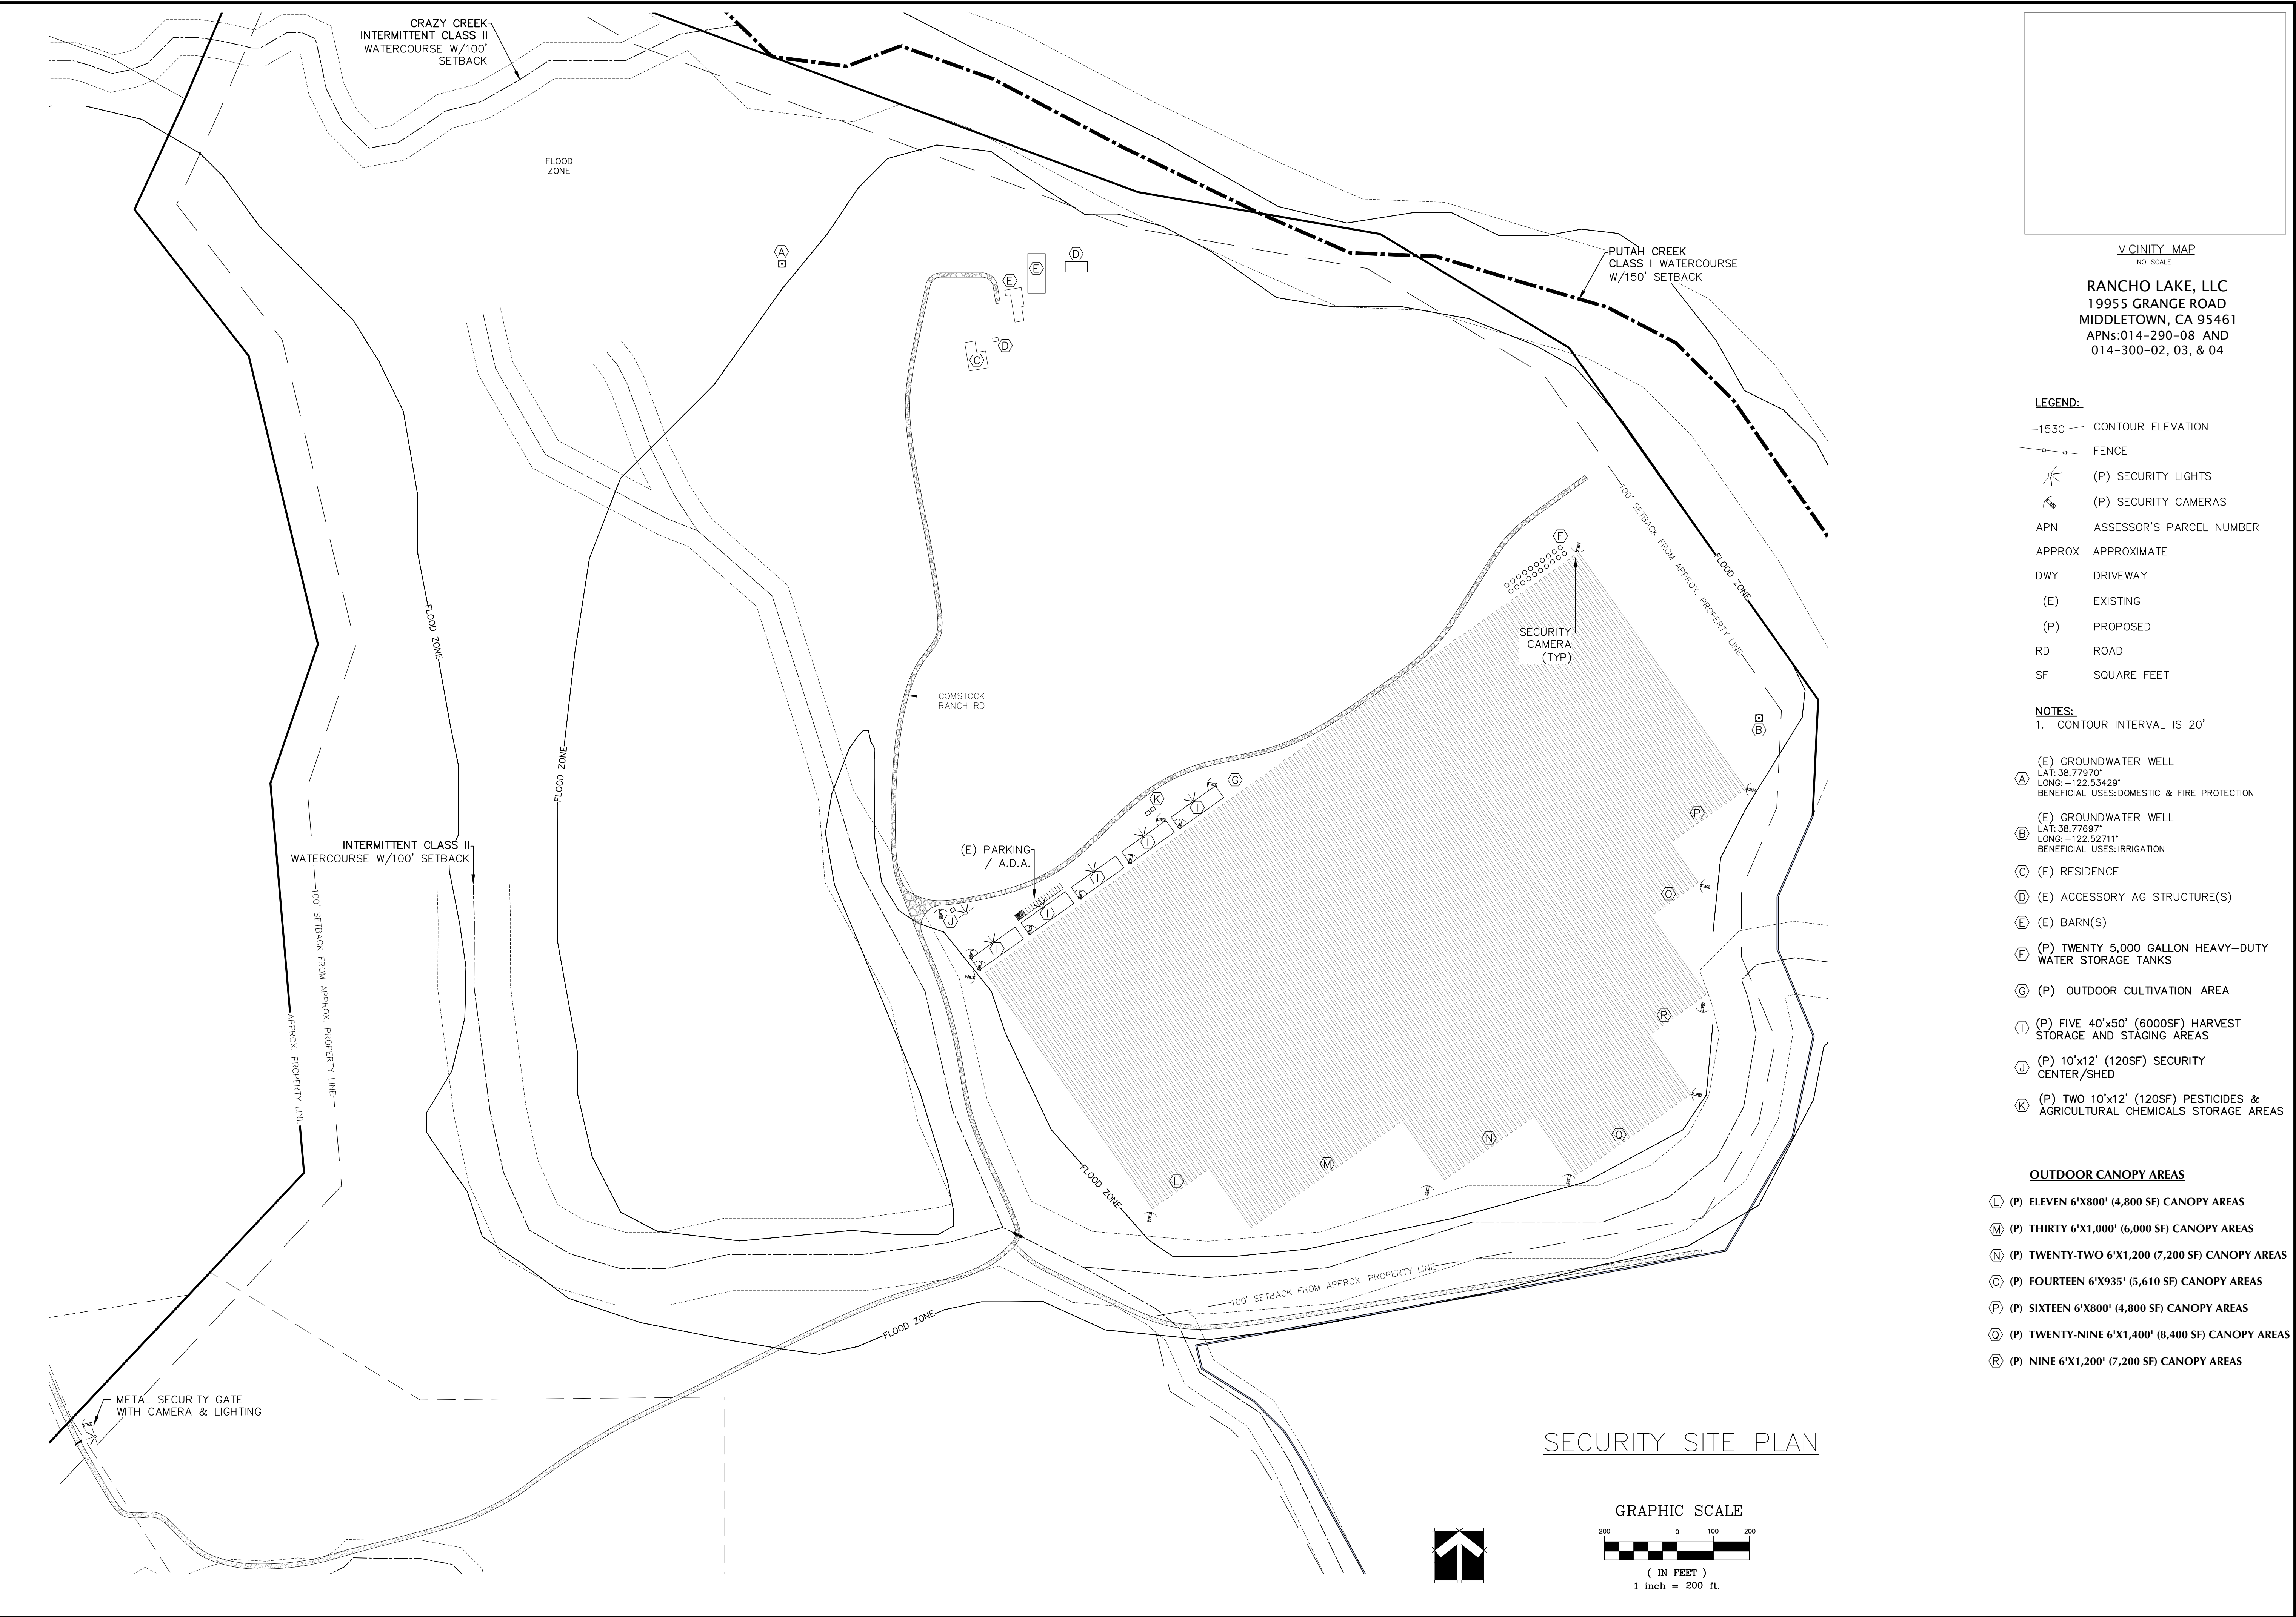 CRAZY CREEK
INTERMITTENT CLASS II
WATERCOURSE W/100'
SETBACK
FLOOD
ZONE
A
E
E
D
C
D
PUTAH CREEK
CLASS I WATERCOURSE
W/150' SETBACK
100' SETBACK FROM APPROX. PROPERTY LINE
FLOOD ZONE
F
SECURITY
CAMERA
(TYP)
B
FLOOD ZONE
FLOOD ZONE
COMSTOCK
RANCH RD
G
K
I
I
I
I
I
J
(E) PARKING
/ A.D.A.
P
O
R
Q
N
M
L
INTERMITTENT CLASS II
WATERCOURSE W/100' SETBACK
100' SETBACK FROM APPROX. PROPERTY LINE
APPROX. PROPERTY LINE
FLOOD ZONE
100' SETBACK FROM APPROX. PROPERTY LINE
FLOOD ZONE
METAL SECURITY GATE
WITH CAMERA & LIGHTING
SECURITY SITE PLAN
GRAPHIC SCALE
200 0 100 200
( IN FEET )
1 inch = 200 ft.
VICINITY MAP
NO SCALE
RANCHO LAKE, LLC
19955 GRANGE ROAD
MIDDLETOWN, CA 95461
APNs:014-290-08 AND
014-300-02, 03, & 04
LEGEND:
1530 CONTOUR ELEVATION
FENCE
(P) SECURITY LIGHTS
(P) SECURITY CAMERAS
APN ASSESSOR'S PARCEL NUMBER
APPROX APPROXIMATE
DWY DRIVEWAY
(E) EXISTING
(P) PROPOSED
RD ROAD
SF SQUARE FEET
NOTES:
1. CONTOUR INTERVAL IS 20'
(E) GROUNDWATER WELL
A LAT: 38.77970°
LONG: -122.53429°
BENEFICIAL USES: DOMESTIC & FIRE PROTECTION
(E) GROUNDWATER WELL
B LAT: 38.77697°
LONG: -122.52711°
BENEFICIAL USES: IRRIGATION
C (E) RESIDENCE
D (E) ACCESSORY AG STRUCTURE(S)
E (E) BARN(S)
F (P) TWENTY 5,000 GALLON HEAVY-DUTY
WATER STORAGE TANKS
G (P) OUTDOOR CULTIVATION AREA
I (P) FIVE 40'x50' (6000SF) HARVEST
STORAGE AND STAGING AREAS
J (P) 10'x12' (120SF) SECURITY
CENTER/SHED
K (P) TWO 10'x12' (120SF) PESTICIDES &
AGRICULTURAL CHEMICALS STORAGE AREAS
OUTDOOR CANOPY AREAS
L (P) ELEVEN 6'X800' (4,800 SF) CANOPY AREAS
M (P) THIRTY 6'X1,000' (6,000 SF) CANOPY AREAS
N (P) TWENTY-TWO 6'X1,200 (7,200 SF) CANOPY AREAS
O (P) FOURTEEN 6'X935' (5,610 SF) CANOPY AREAS
P (P) SIXTEEN 6'X800' (4,800 SF) CANOPY AREAS
Q (P) TWENTY-NINE 6'X1,400' (8,400 SF) CANOPY AREAS
R (P) NINE 6'X1,200' (7,200 SF) CANOPY AREAS